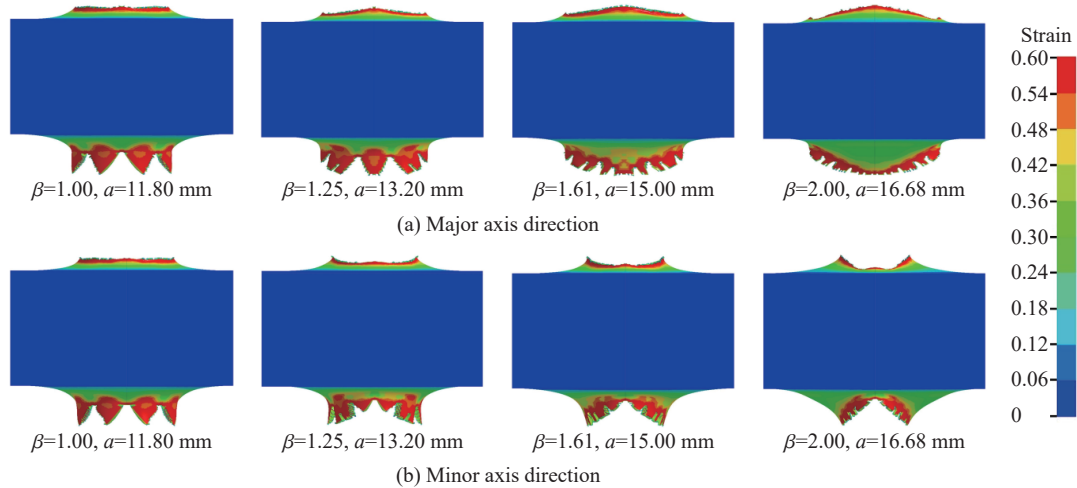 Strain
0.60
0.54
0.48
0.42
0.36
0.30
0.24
0.18
0.12
0.06
0
β=1.00, a=11.80 mm
β=1.25, a=13.20 mm
β=1.61, a=15.00 mm
β=2.00, a=16.68 mm
(a) Major axis direction
β=1.00, a=11.80 mm
β=1.25, a=13.20 mm
β=1.61, a=15.00 mm
β=2.00, a=16.68 mm
(b) Minor axis direction